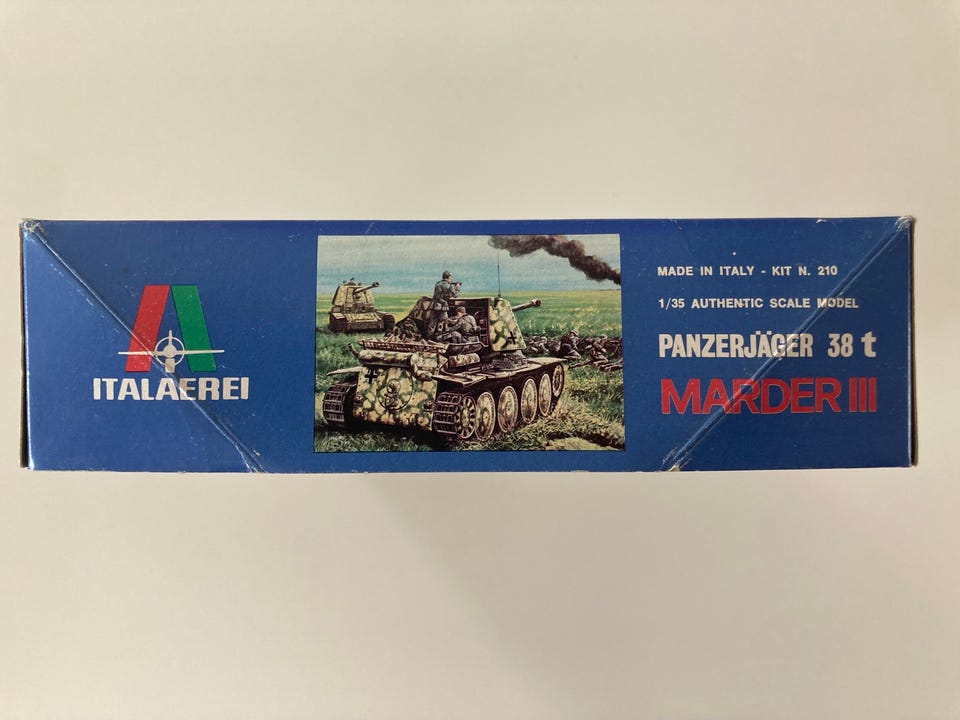 ITALAEREI
MADE IN ITALY - KIT N. 210
1/35 AUTHENTIC SCALE MODEL
PANZERJÄGER 38 t
MARDER III